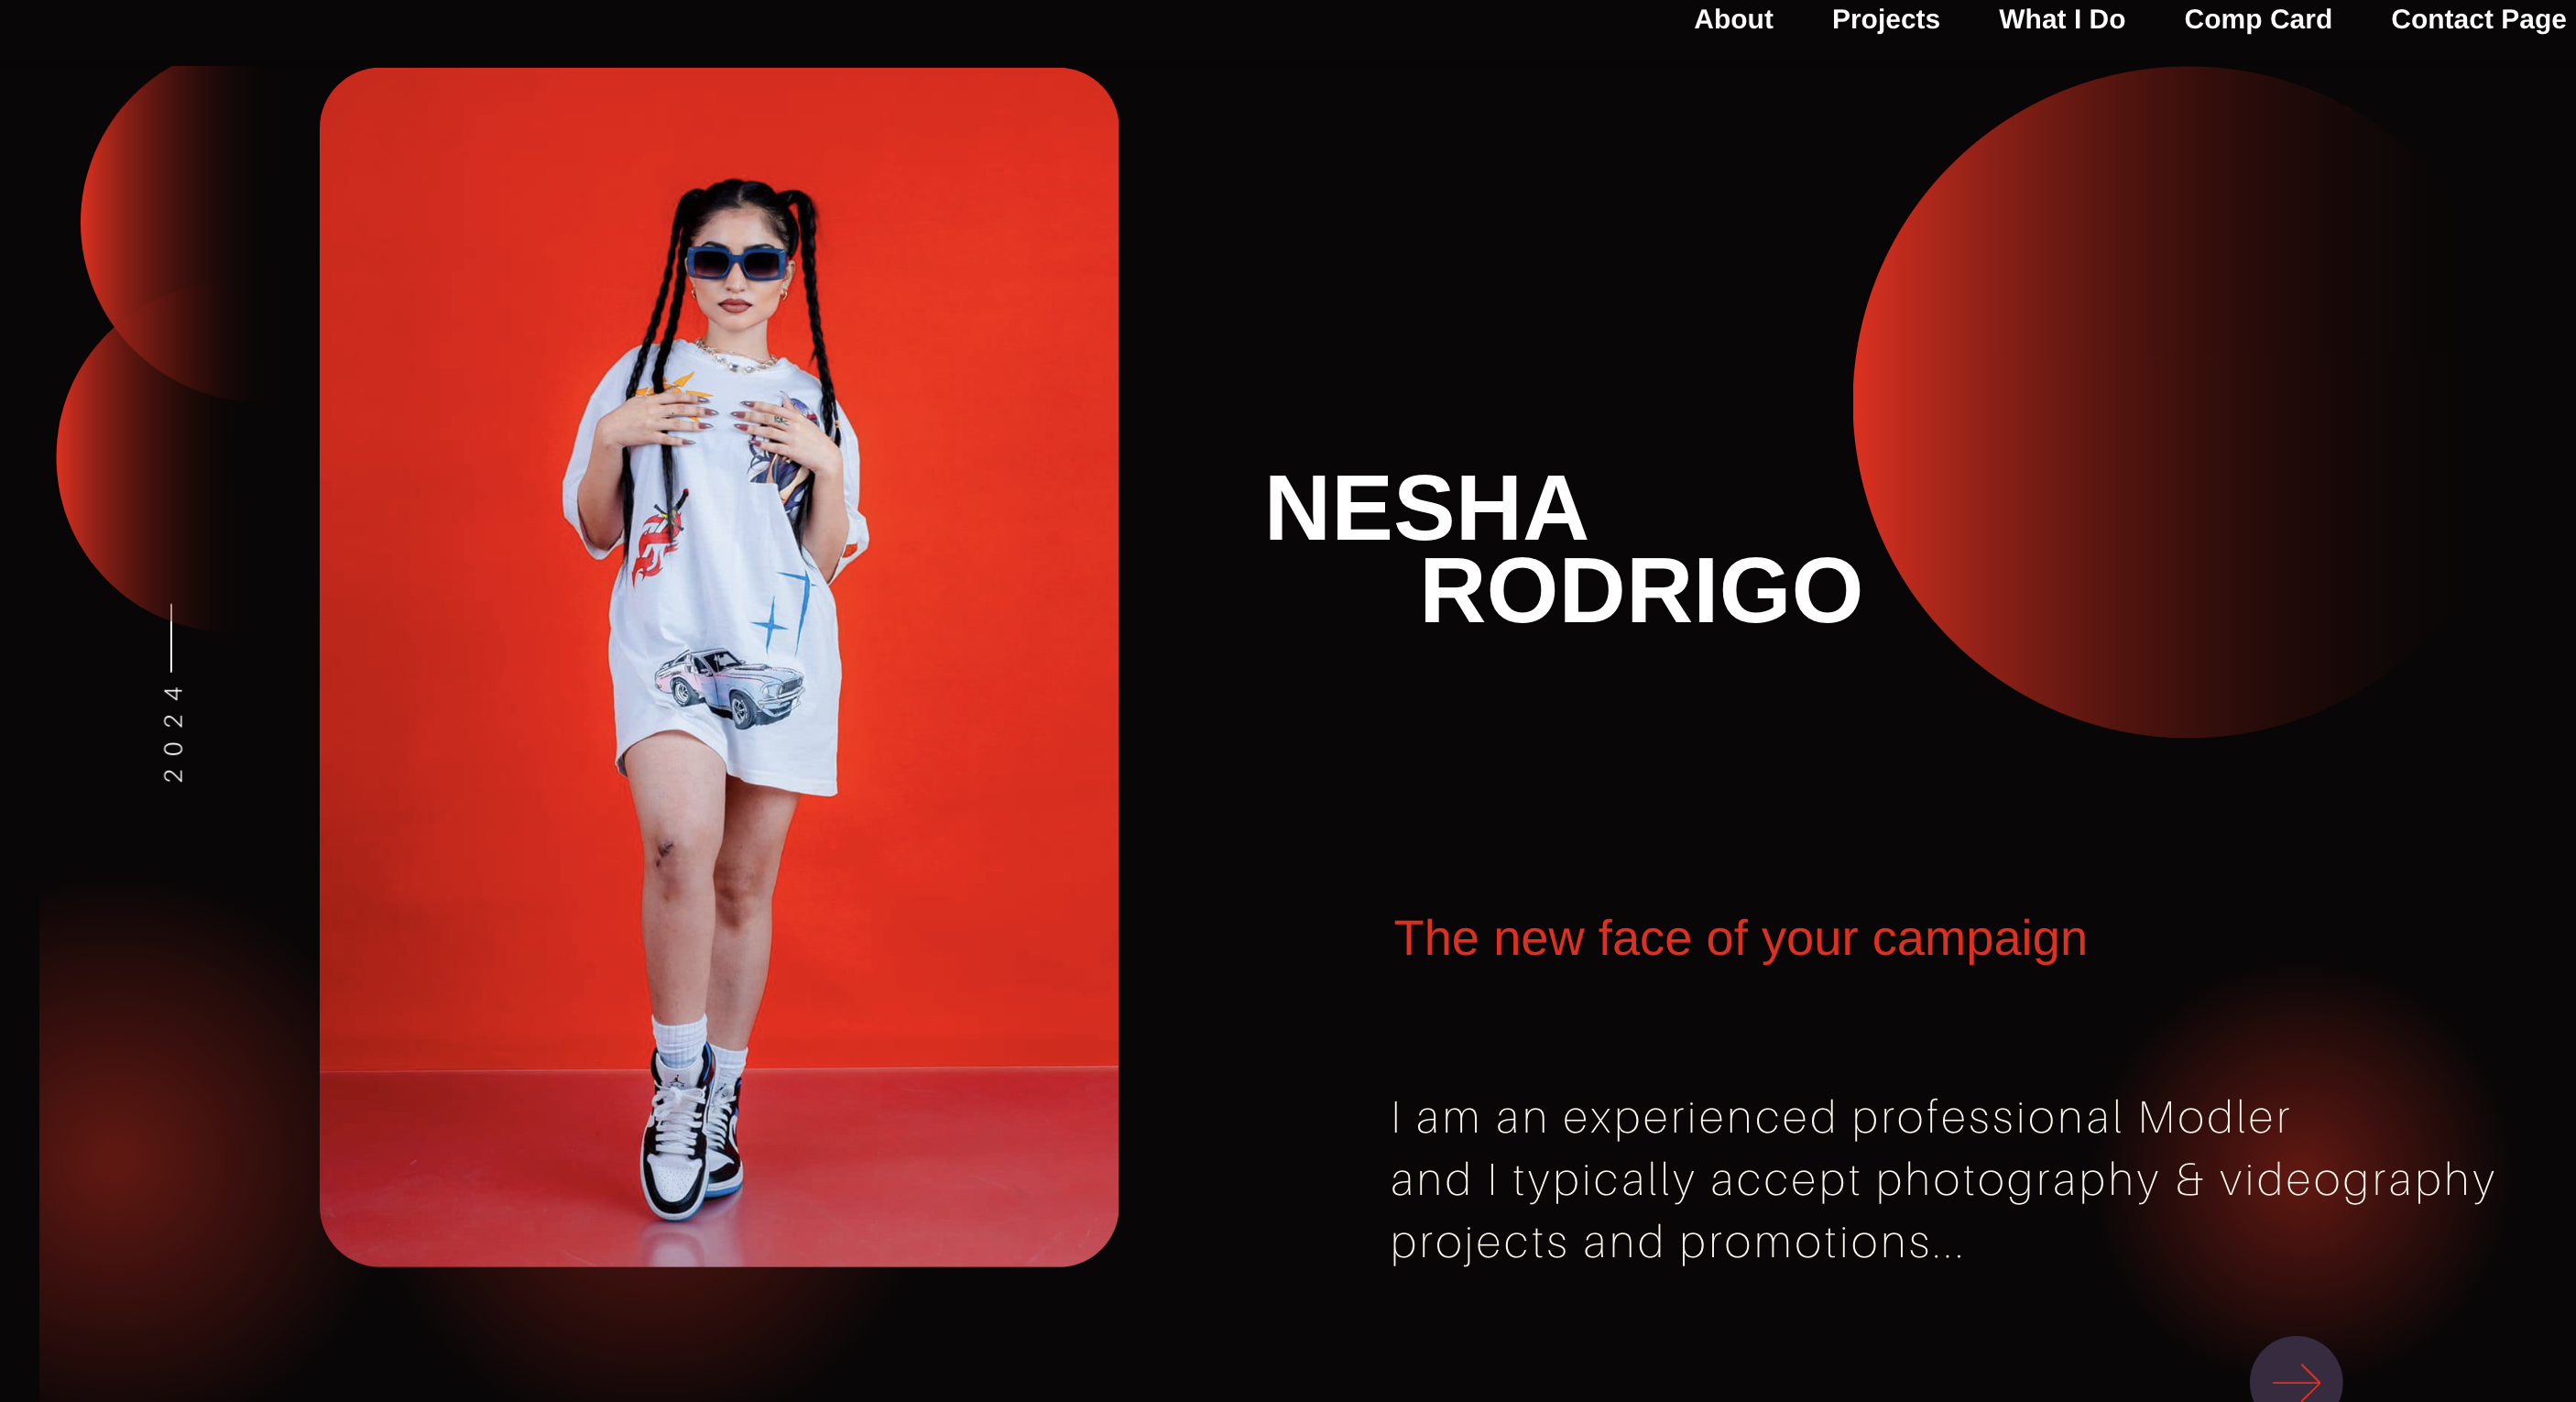 About Projects What I Do Comp Card Contact Page
NESHA
RODRIGO
2024
The new face of your campaign
I am an experienced professional Modler
and I typically accept photography & videography
projects and promotions...